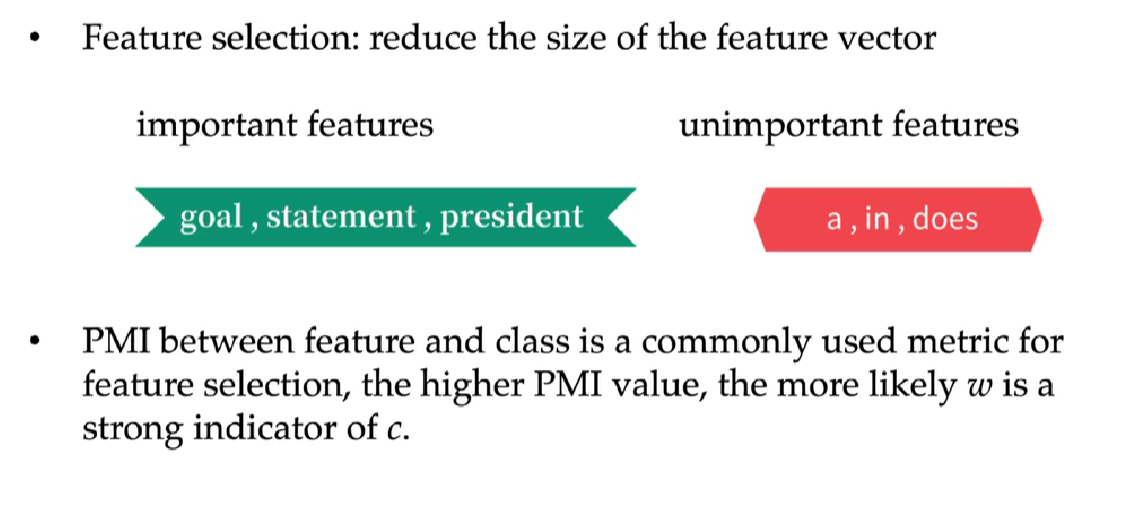 • Feature selection: reduce the size of the feature vector
important features
unimportant features
goal , statement , president
a , in , does
• PMI between feature and class is a commonly used metric for
feature selection, the higher PMI value, the more likely w is a
strong indicator of c.